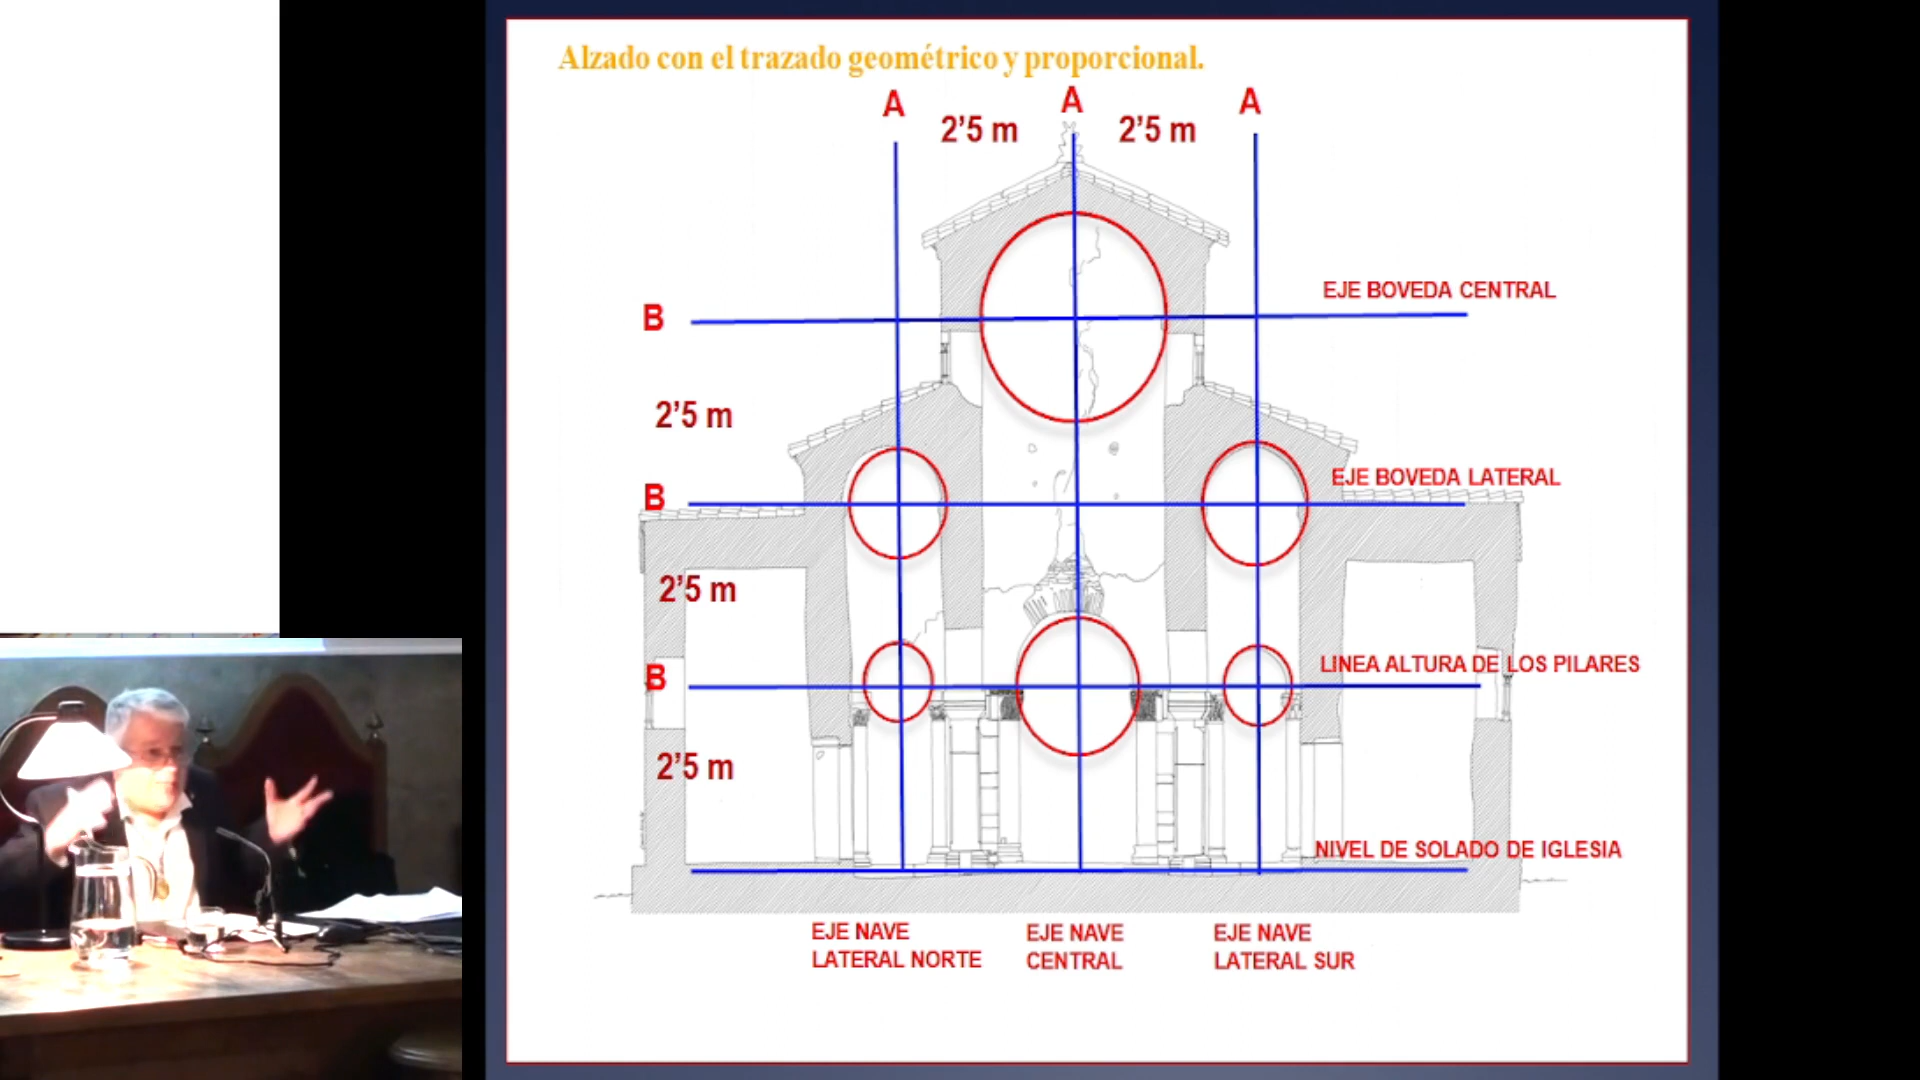 Alzado con el trazado geométrico y proporcional.
A A A
2’5 m 2’5 m
EJE BOVEDA CENTRAL
B
2’5 m
EJE BOVEDA LATERAL
B
2’5 m
LINEA ALTURA DE LOS PILARES
B
2’5 m
NIVEL DE SOLADO DE IGLESIA
EJE NAVE
LATERAL NORTE
EJE NAVE
CENTRAL
EJE NAVE
LATERAL SUR